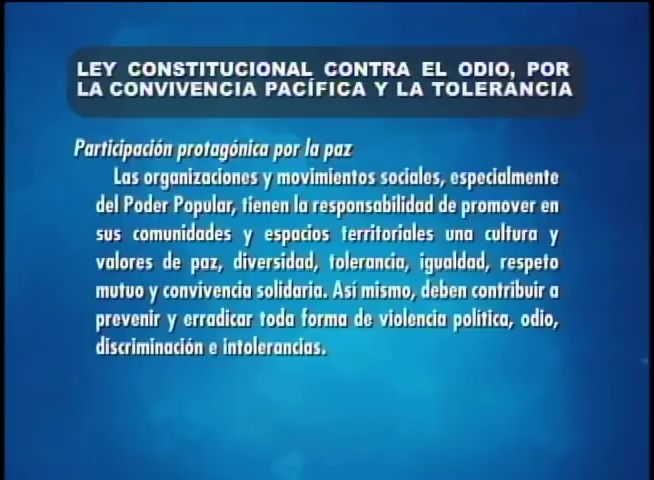 LEY CONSTITUCIONAL CONTRA EL ODIO, POR
LA CONVIVENCIA PACÍFICA Y LA TOLERANCIA
Participación protagónica por la paz
Las organizaciones y movimientos sociales, especialmente
del Poder Popular, tienen la responsabilidad de promover en
sus comunidades y espacios territoriales una cultura y
valores de paz, diversidad, tolerancia, igualdad, respeto
mutuo y convivencia solidaria. Así mismo, deben contribuir a
prevenir y erradicar toda forma de violencia política, odio,
discriminación e intolerancias.